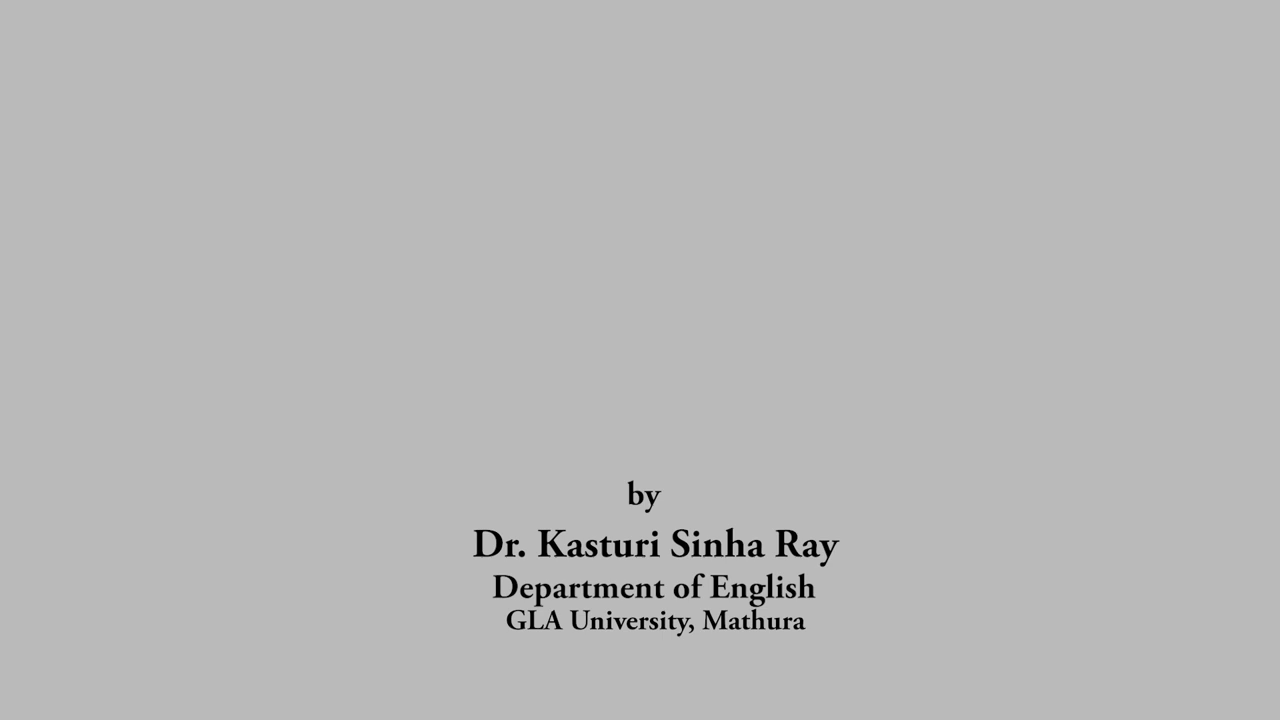 by
Dr. Kasturi Sinha Ray
Department of English
GLA University, Mathura